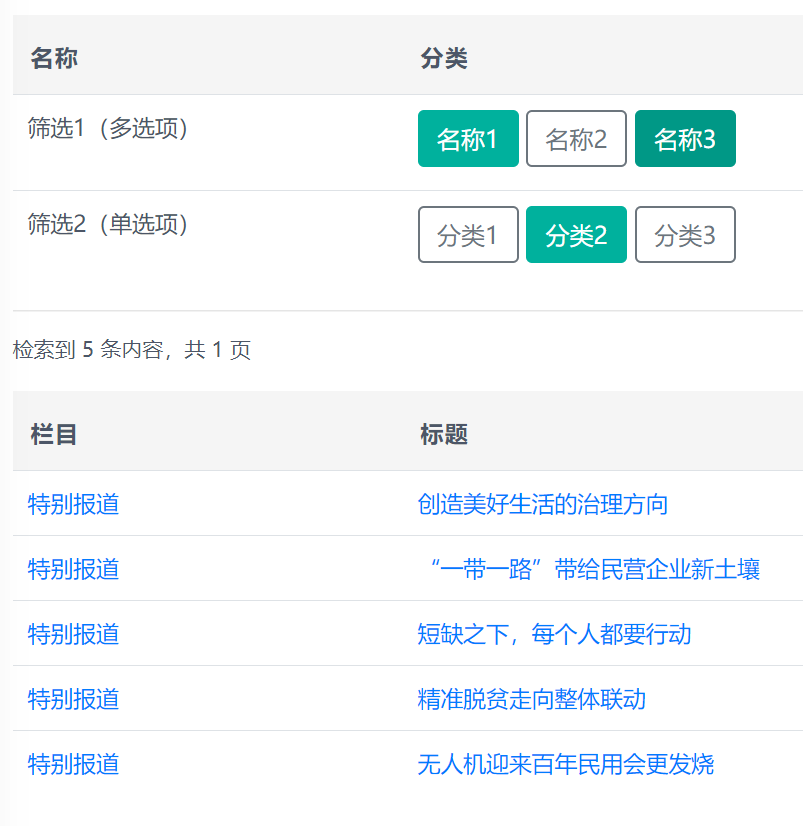 名称 分类
筛选1（多选项） 名称1 名称2 名称3
筛选2（单选项） 分类1 分类2 分类3
检索到 5 条内容，共 1 页
栏目 标题
特别报道 创造美好生活的治理方向
特别报道 “一带一路”带给民营企业新土壤
特别报道 短缺之下，每个人都要行动
特别报道 精准脱贫走向整体联动
特别报道 无人机迎来百年民用会更发烧